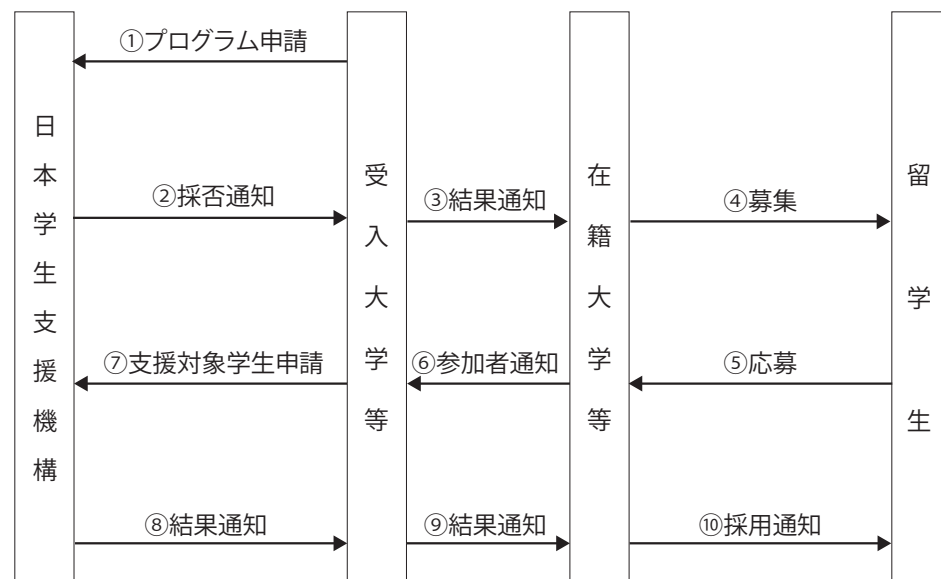 ①プログラム申請
日本学生支援機構
受入大学等
在籍大学等
留学生
②採否通知
③結果通知
④募集
⑦支援対象学生申請
⑥参加者通知
⑤応募
⑧結果通知
⑨結果通知
⑩採用通知